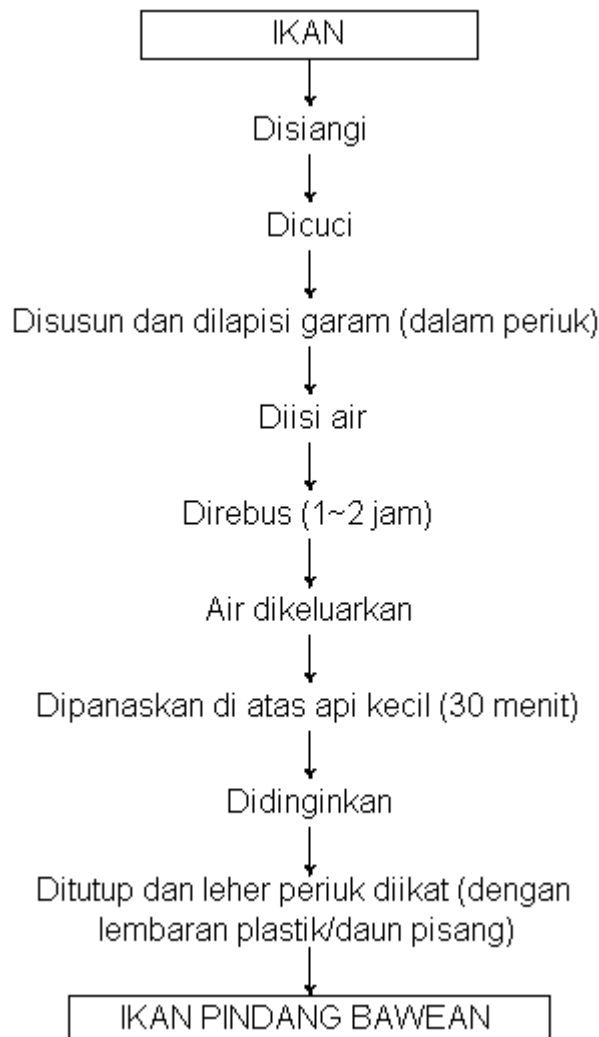 IKAN
Disiangi
Dicuci
Disusun dan dilapisi garam (dalam periuk)
Diisi air
Direbus (1~2 jam)
Air dikeluarkan
Dipanaskan di atas api kecil (30 menit)
Didinginkan
Ditutup dan leher periuk diikat (dengan
lembaran plastik/daun pisang)
IKAN PINDANG BAWEAN